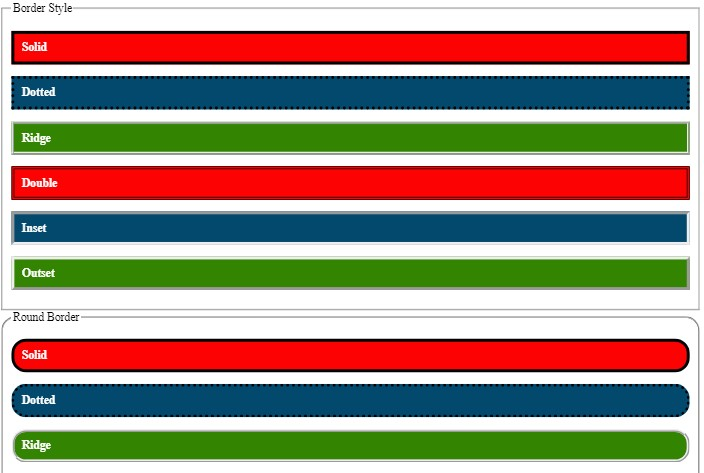 Border Style
Solid
Dotted
Ridge
Double
Inset
Outset
Round Border
Solid
Dotted
Ridge